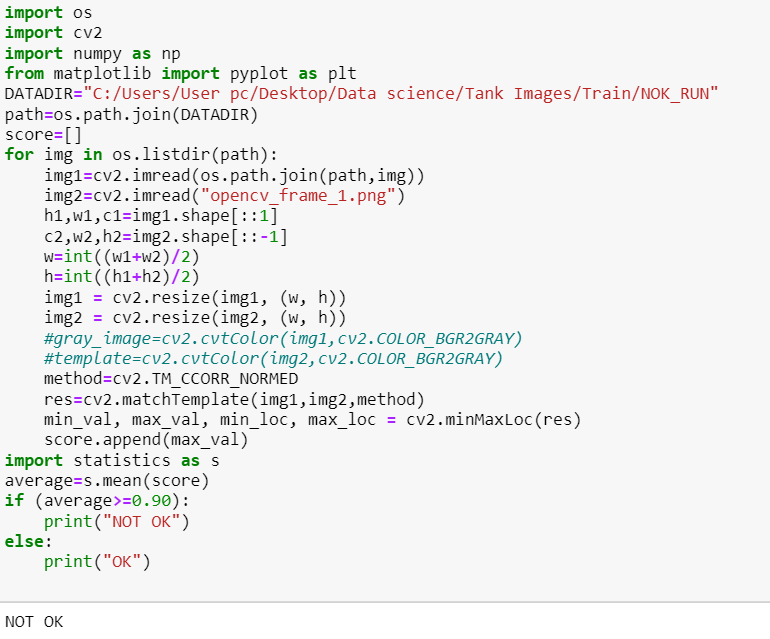 import os
import cv2
import numpy as np
from matplotlib import pyplot as plt
DATADIR="C:/Users/User pc/Desktop/Data science/Tank Images/Train/NOK_RUN"
path=os.path.join(DATADIR)
score=[]
for img in os.listdir(path):
    img1=cv2.imread(os.path.join(path,img))
    img2=cv2.imread("opencv_frame_1.png")
    h1,w1,c1=img1.shape[::1]
    c2,w2,h2=img2.shape[::-1]
    w=int((w1+w2)/2)
    h=int((h1+h2)/2)
    img1 = cv2.resize(img1, (w, h))
    img2 = cv2.resize(img2, (w, h))
    #gray_image=cv2.cvtColor(img1,cv2.COLOR_BGR2GRAY)
    #template=cv2.cvtColor(img2,cv2.COLOR_BGR2GRAY)
    method=cv2.TM_CCORR_NORMED
    res=cv2.matchTemplate(img1,img2,method)
    min_val, max_val, min_loc, max_loc = cv2.minMaxLoc(res)
    score.append(max_val)
import statistics as s
average=s.mean(score)
if (average>=0.90):
    print("NOT OK")
else:
    print("OK")
NOT OK